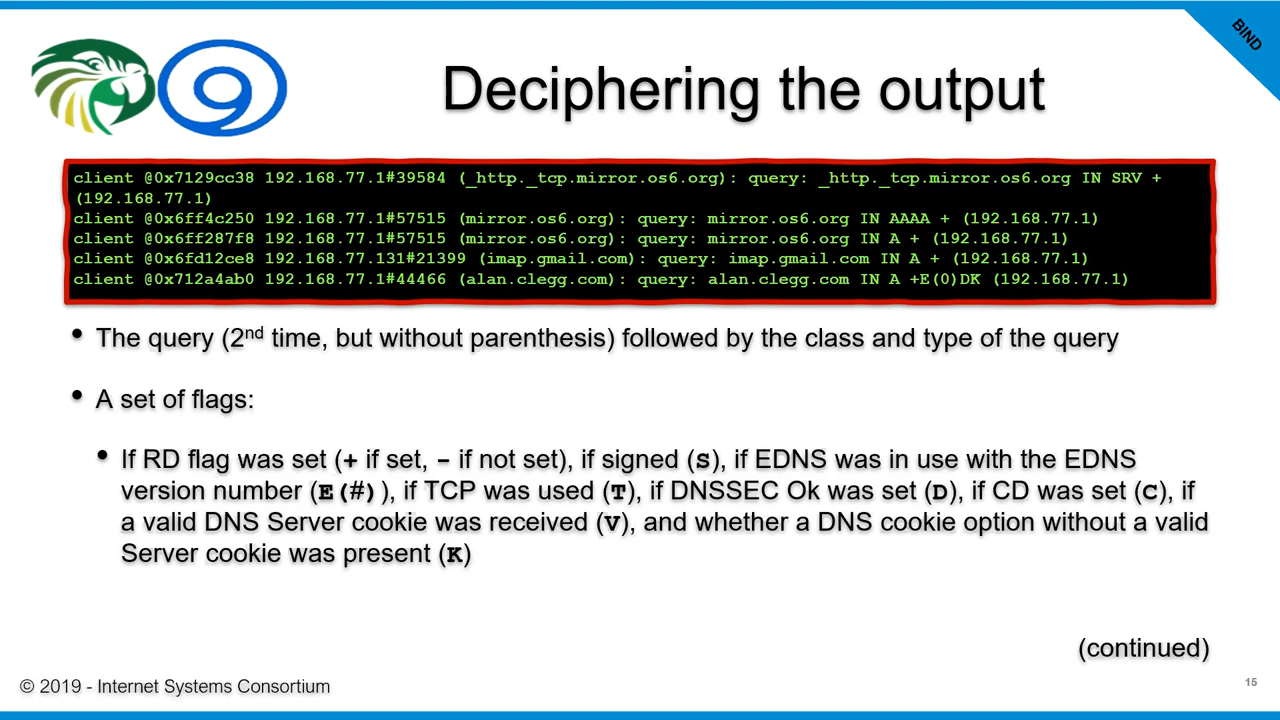 BIND
9
Deciphering the output
client @0x7129cc38 192.168.77.1#39584 (_http._tcp.mirror.os6.org): query: _http._tcp.mirror.os6.org IN SRV +
(192.168.77.1)
client @0x6ff4c250 192.168.77.1#57515 (mirror.os6.org): query: mirror.os6.org IN AAAA + (192.168.77.1)
client @0x6ff287f8 192.168.77.1#57515 (mirror.os6.org): query: mirror.os6.org IN A + (192.168.77.1)
client @0x6fd12ce8 192.168.77.131#21399 (imap.gmail.com): query: imap.gmail.com IN A + (192.168.77.1)
client @0x712a4ab0 192.168.77.1#44466 (alan.clegg.com): query: alan.clegg.com IN A +E(0)DK (192.168.77.1)
• The query (2nd time, but without parenthesis) followed by the class and type of the query
• A set of flags:
• If RD flag was set (+ if set, – if not set), if signed (S), if EDNS was in use with the EDNS
version number (E(#)), if TCP was used (T), if DNSSEC Ok was set (D), if CD was set (C), if
a valid DNS Server cookie was received (V), and whether a DNS cookie option without a valid
Server cookie was present (K)
(continued)
© 2019 - Internet Systems Consortium
15